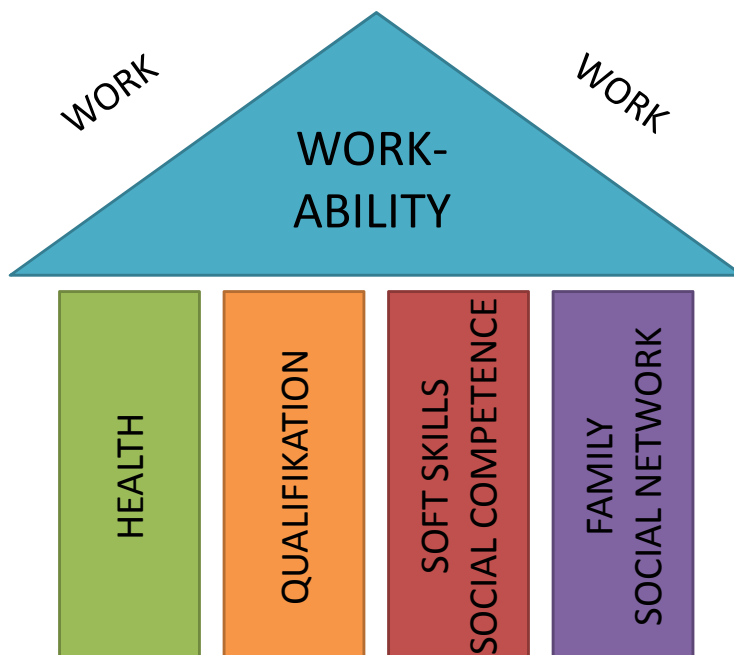 WORK
WORK
WORK-
ABILITY
HEALTH
QUALIFIKATION
SOFT SKILLS
SOCIAL COMPETENCE
FAMILY
SOCIAL NETWORK